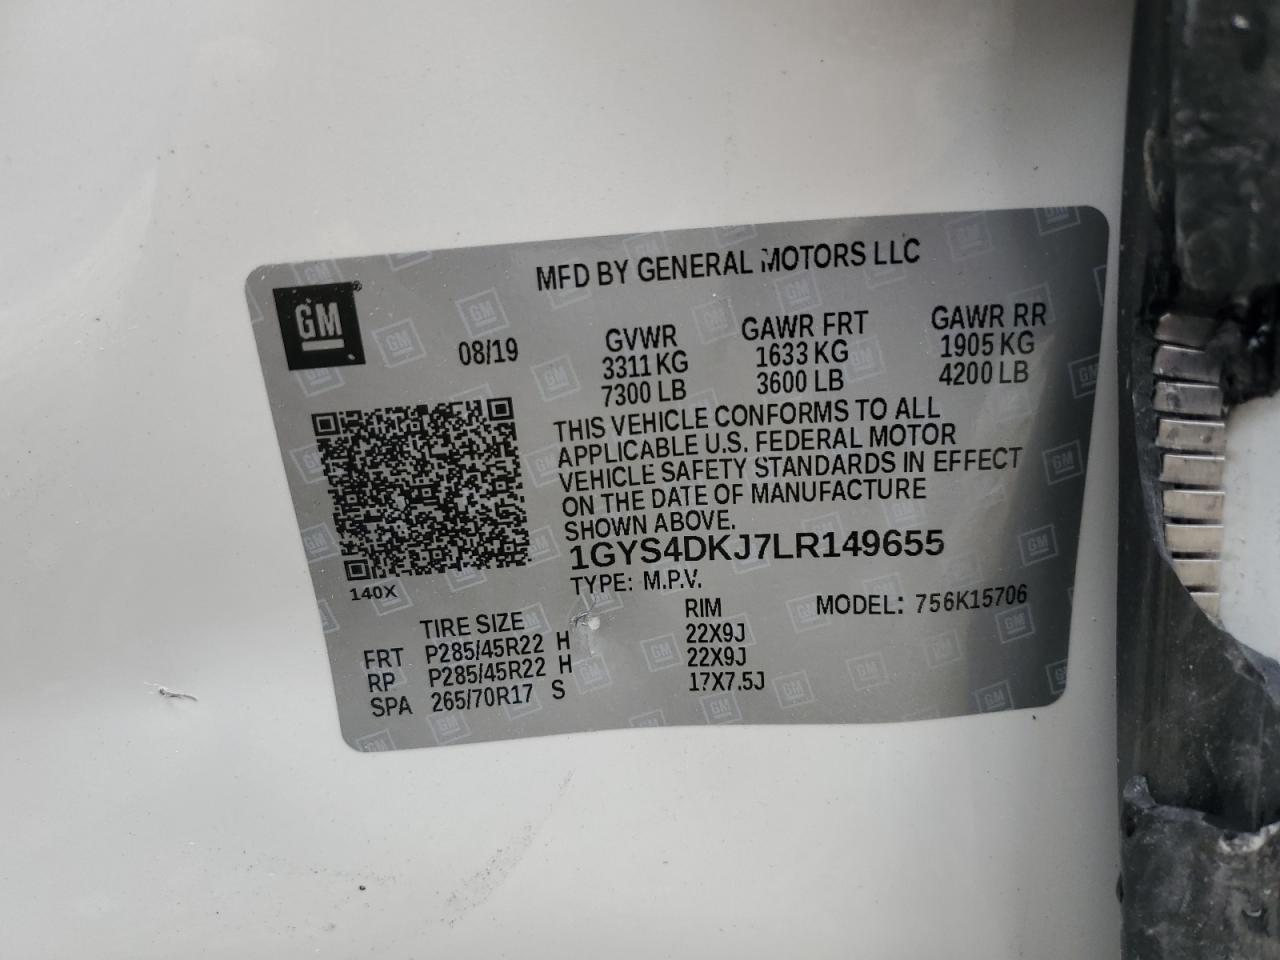 MFD BY GENERAL MOTORS LLC
GM
08/19
GVWR GAWR FRT GAWR RR
3311 KG 1633 KG 1905 KG
7300 LB 3600 LB 4200 LB
THIS VEHICLE CONFORMS TO ALL
APPLICABLE U.S. FEDERAL MOTOR
VEHICLE SAFETY STANDARDS IN EFFECT
ON THE DATE OF MANUFACTURE
SHOWN ABOVE.
1GYS4DKJ7LR149655
140X
TYPE: M.P.V.
TIRE SIZE RIM MODEL: 756K15706
FRT P285/45R22 H 22X9J
RP P285/45R22 H 22X9J
SPA 265/70R17 S 17X7.5J